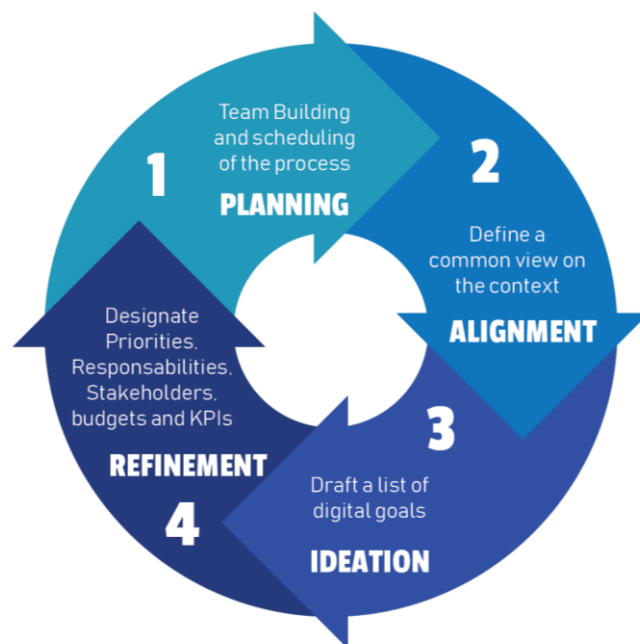 1
Team Building
and scheduling
of the process
PLANNING
2
Define a
common view on
the context
ALIGNMENT
3
Draft a list of
digital goals
IDEATION
Designate
Priorities,
Responsabilities,
Stakeholders,
budgets and KPIs
REFINEMENT
4